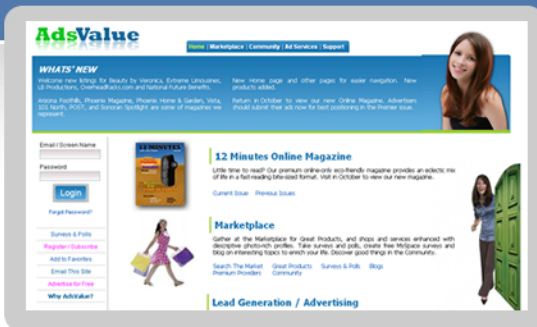 AdsValue
Home | Marketplace | Community | Ad Services | Support
WHATS' NEW
Welcome new listings for Beauty by Veronica, Extreme Limousines,
LB Productions, Overheadracks.com and National Future Benefits.
Arizona Foothills, Phoenix Magazine, Phoenix Home & Garden, Vista,
101 North, POST, and Sonoran Spotlight are some of magazines we
represent.
New Home page and other pages for easier navigation. New
products added.
Return in October to view our new Online Magazine. Advertisers
should submit their ads now for best positioning in the Premier issue.
Email / Screen Name
Password
Login
Forgot Password?
Surveys & Polls
Register / Subscribe
Add to Favorites
Email This Site
Advertise for Free
Why AdsValue?
12 MINUTES
12 Minutes Online Magazine
Little time to read? Our premium online-only eco-friendly magazine provides an eclectic mix
of life in a fast reading bite-sized format. Visit in October to view our new magazine.
Current Issue Previous Issues
Marketplace
Gather at the Marketplace for Great Products, and shops and services enhanced with
descriptive photo-rich profiles. Take surveys and polls, create free MySpace surveys and
blog on interesting topics to enrich your life. Discover good things in the Community.
Search The Market Great Products Surveys & Polls Blogs
Premium Providers Community
Lead Generation / Advertising